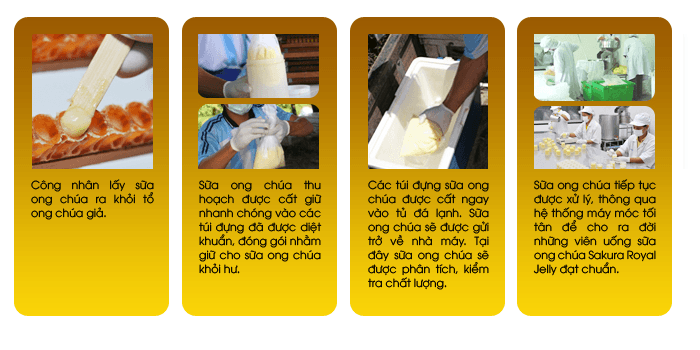 Công nhân lấy sữa
ong chúa ra khỏi tổ
ong chúa giả.
Sữa ong chúa thu
hoạch được cất giữ
nhanh chóng vào các
túi đựng đã được diệt
khuẩn, đóng gói nhằm
giữ cho sữa ong chúa
khỏi hư.
Các túi đựng sữa ong
chúa được cất ngay
vào tủ đá lạnh. Sữa
ong chúa sẽ được gửi
trở về nhà máy. Tại
đây sữa ong chúa sẽ
được phân tích, kiểm
tra chất lượng.
Sữa ong chúa tiếp tục
được xử lý, thông qua
hệ thống máy móc tối
tân để cho ra đời
những viên uống sữa
ong chúa Sakura Royal
Jelly đạt chuẩn.